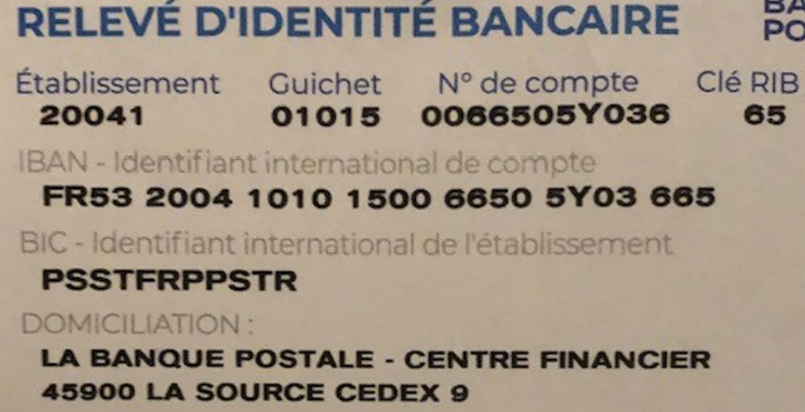 RELEVÉ D'IDENTITÉ BANCAIRE
Établissement Guichet N° de compte Clé RIB
20041 01015 0066505Y036 65
IBAN - Identifiant international de compte
FR53 2004 1010 1500 6650 5Y03 665
BIC - Identifiant international de l'établissement
PSSTFRPPSTR
DOMICILIATION :
LA BANQUE POSTALE - CENTRE FINANCIER
45900 LA SOURCE CEDEX 9